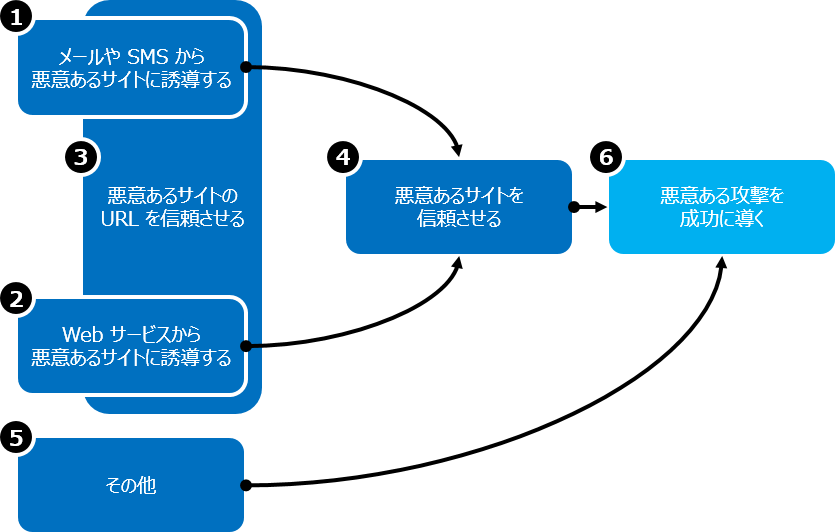 1
メールや SMS から
悪意あるサイトに誘導する
3
悪意あるサイトの
URL を信頼させる
2
Web サービスから
悪意あるサイトに誘導する
4
悪意あるサイトを
信頼させる
6
悪意ある攻撃を
成功に導く
5
その他